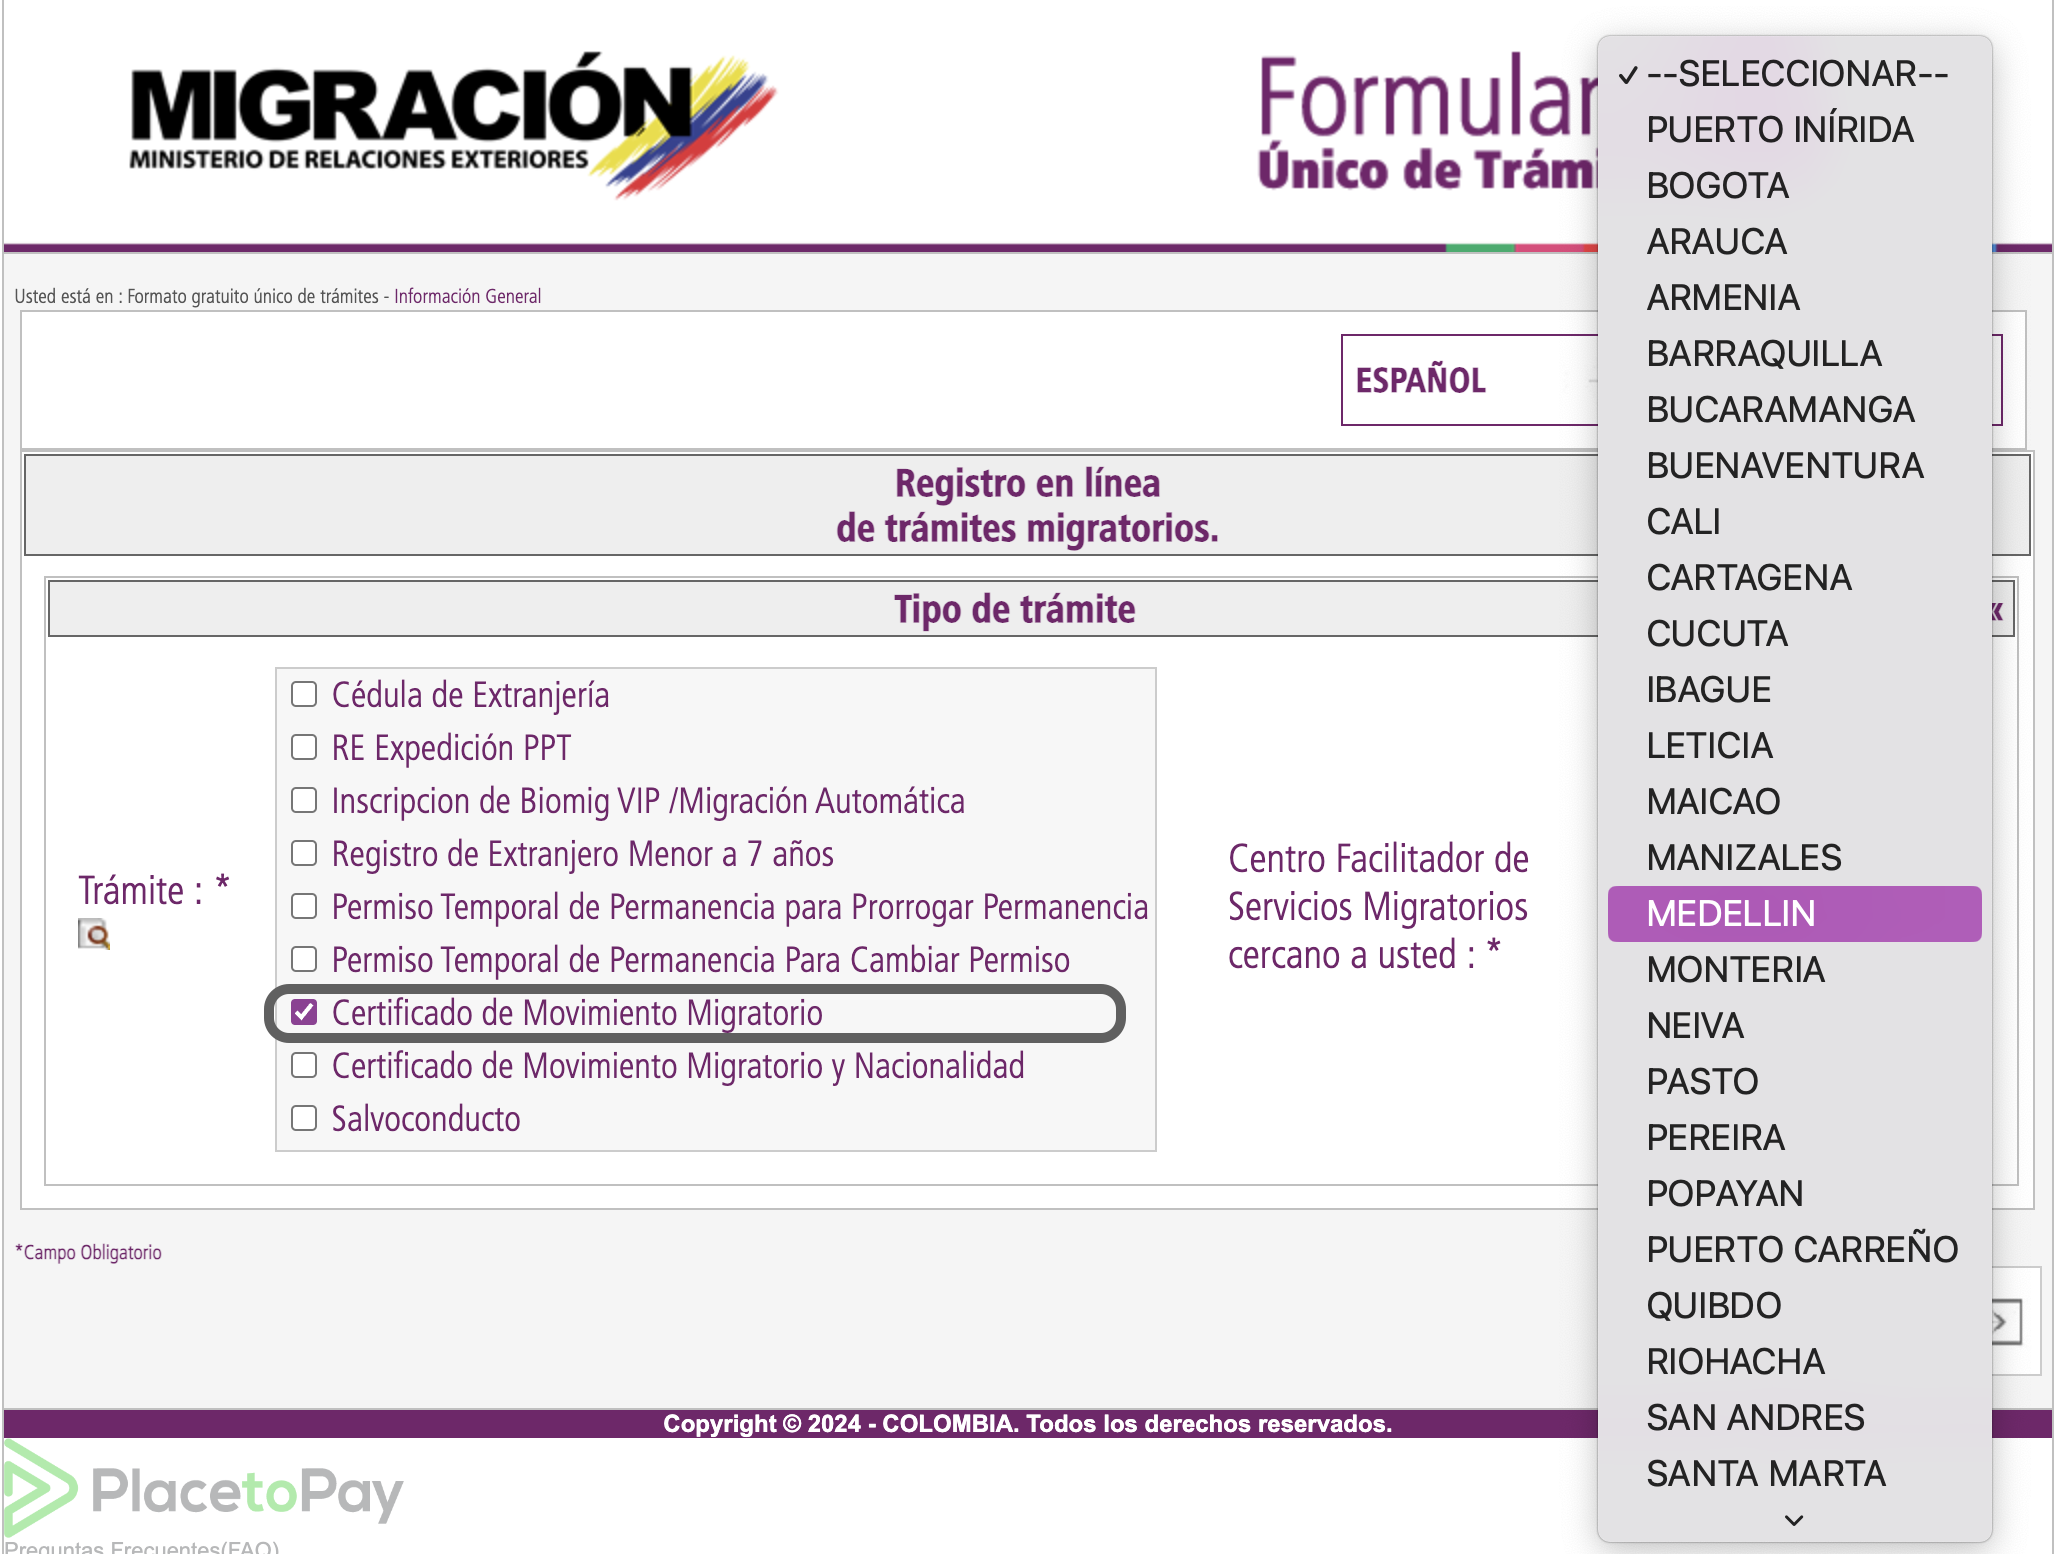 MIGRACIÓN
MINISTERIO DE RELACIONES EXTERIORES
Formular
Único de Trámi
Usted está en : Formato gratuito único de trámites - Información General
ESPAÑOL
Registro en línea
de trámites migratorios.
Tipo de trámite
«
Trámite : *
Cédula de Extranjería
RE Expedición PPT
Inscripcion de Biomig VIP /Migración Automática
Registro de Extranjero Menor a 7 años
Permiso Temporal de Permanencia para Prorrogar Permanencia
Permiso Temporal de Permanencia Para Cambiar Permiso
Certificado de Movimiento Migratorio
Certificado de Movimiento Migratorio y Nacionalidad
Salvoconducto
Centro Facilitador de
Servicios Migratorios
cercano a usted : *
--SELECCIONAR--
PUERTO INÍRIDA
BOGOTA
ARAUCA
ARMENIA
BARRAQUILLA
BUCARAMANGA
BUENAVENTURA
CALI
CARTAGENA
CUCUTA
IBAGUE
LETICIA
MAICAO
MANIZALES
MEDELLIN
MONTERIA
NEIVA
PASTO
PEREIRA
POPAYAN
PUERTO CARREÑO
QUIBDO
RIOHACHA
SAN ANDRES
SANTA MARTA
*Campo Obligatorio
Copyright © 2024 - COLOMBIA. Todos los derechos reservados.
PlacetoPay
Preguntas Frecuentes(FAQ)